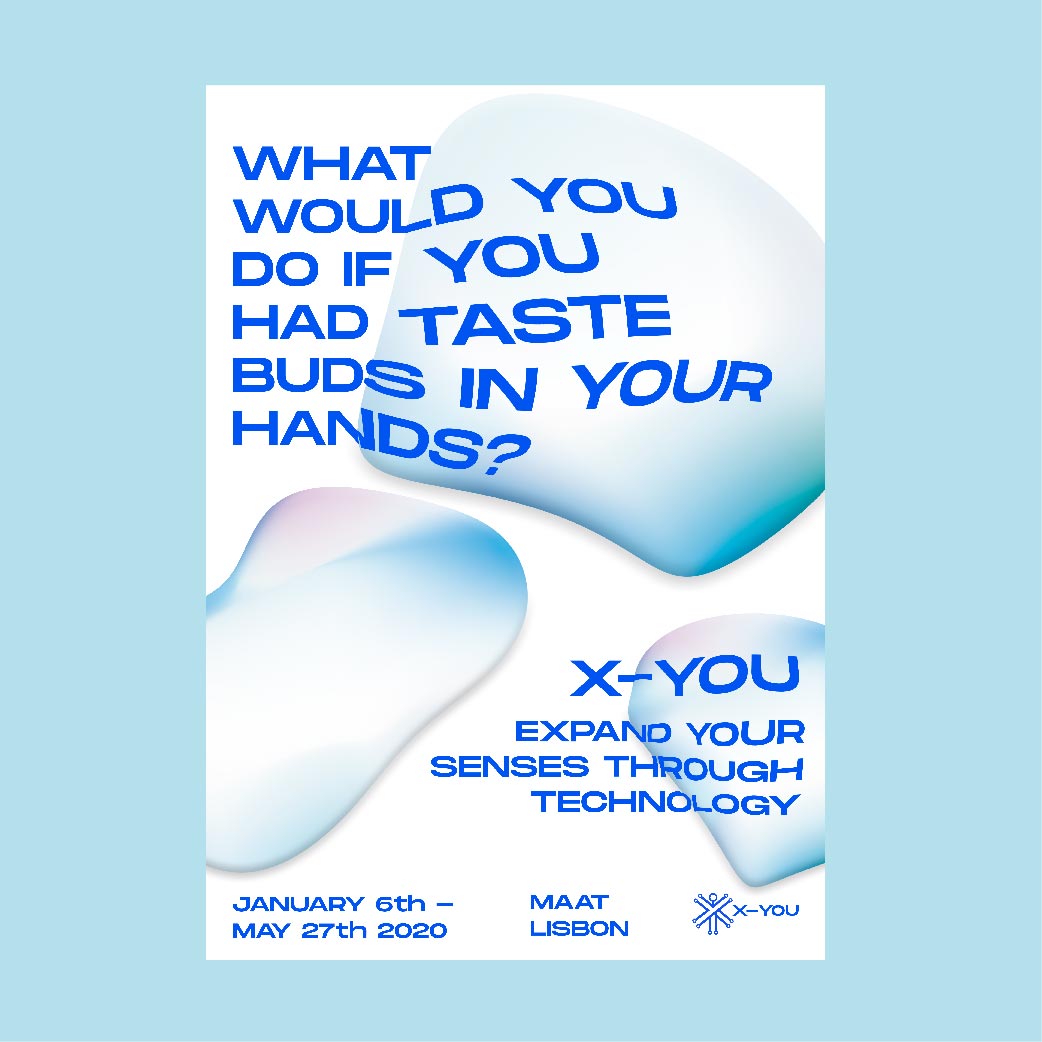 WHAT
WOULD YOU
DO IF YOU
HAD TASTE
BUDS IN YOUR
HANDS?
X-YOU
EXPAND YOUR
SENSES THROUGH
TECHNOLOGY
JANUARY 6th –
MAY 27th 2020
MAAT
LISBON
X-YOU